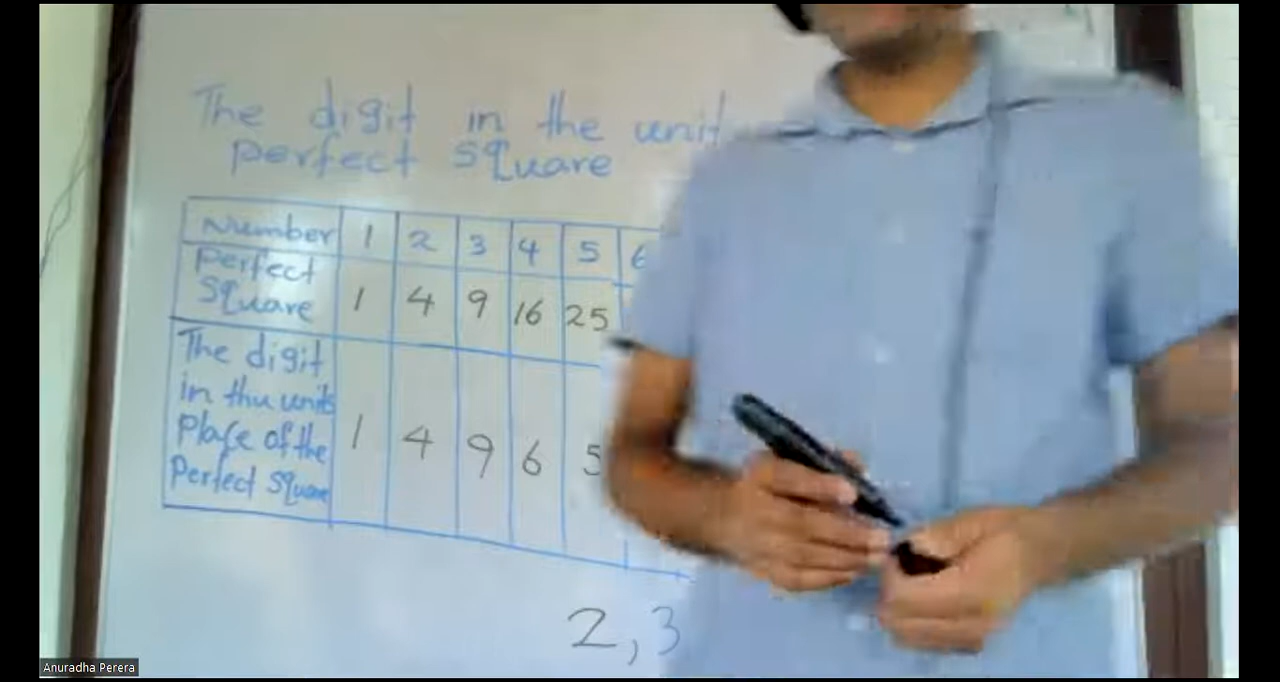 The digit in the unit
perfect square
Number 1 2 3 4 5 6
Perfect
Square 1 4 9 16 25
The digit
in the units
place of the
Perfect Square 1 4 9 6 5
2, 3
Anuradha Perera